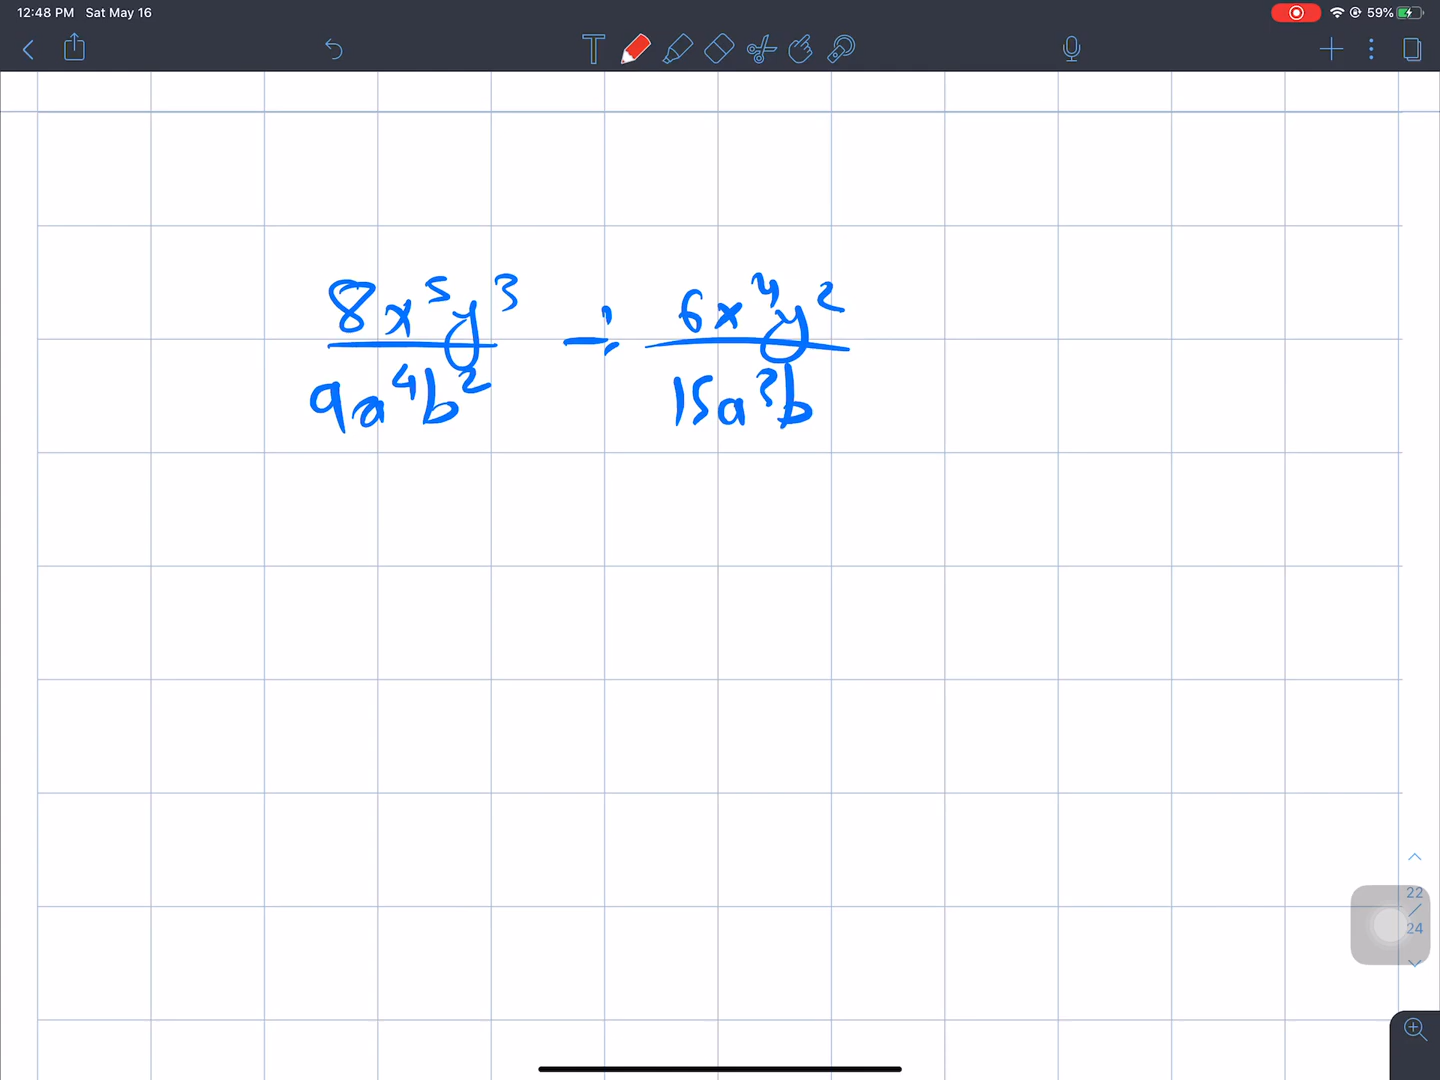 12:48 PM Sat May 16 59%
T
8x⁵y³ ÷ 6x⁴y²
9a⁴b² 15a³b
22
24